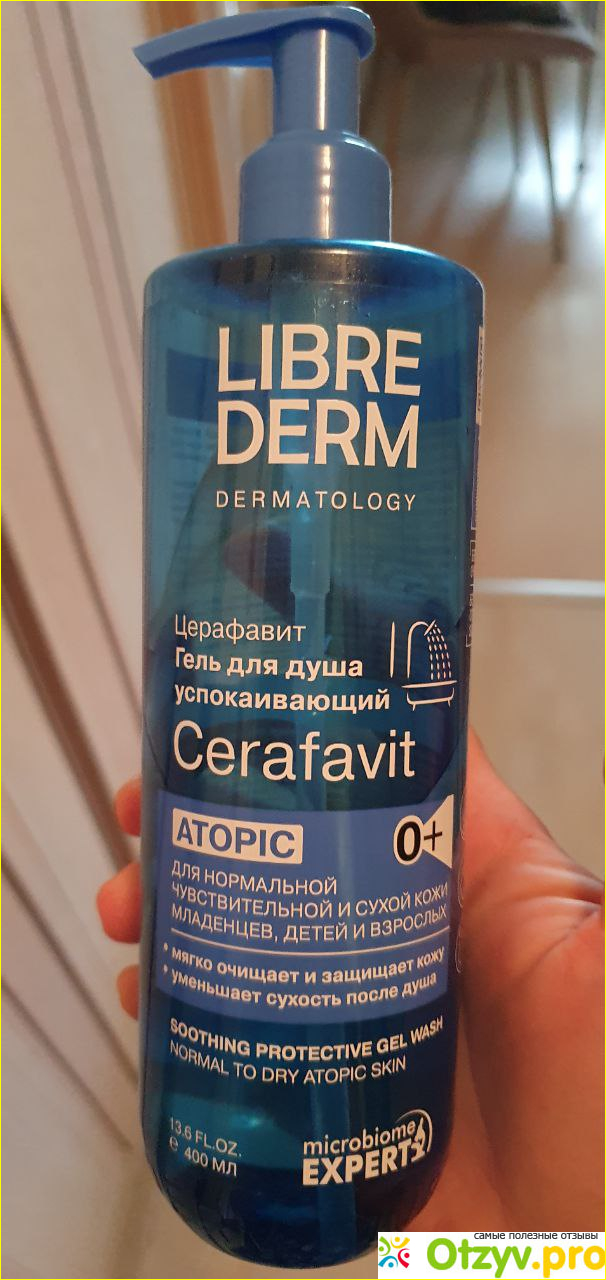 LIBRE
DERM
DERMATOLOGY
Церафавит
Гель для душа
успокаивающий
Cerafavit
ATOPIC
0+
ДЛЯ НОРМАЛЬНОЙ
ЧУВСТВИТЕЛЬНОЙ И СУХОЙ КОЖИ
МЛАДЕНЦЕВ, ДЕТЕЙ И ВЗРОСЛЫХ
• мягко очищает и защищает кожу
• уменьшает сухость после душа
SOOTHING PROTECTIVE GEL WASH
NORMAL TO DRY ATOPIC SKIN
13.6 FL.OZ.
℮ 400 МЛ
microbiome
EXPERT
самые полезные отзывы
Otzyv.pro